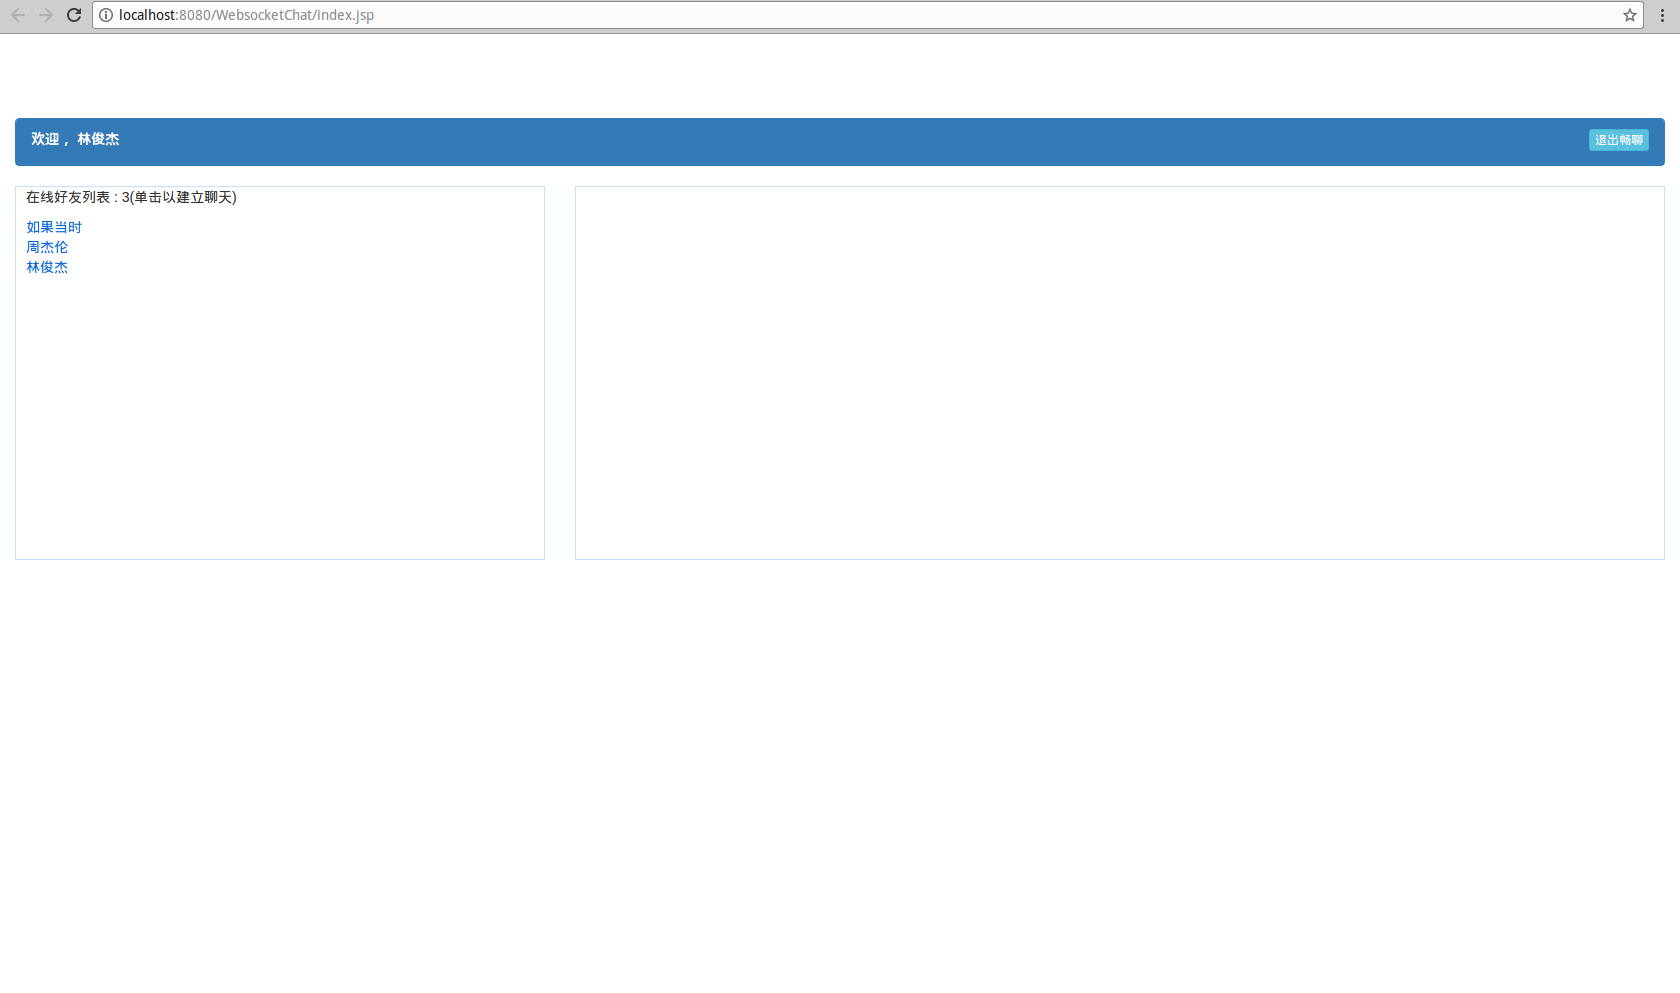 localhost:8080/WebsocketChat/index.jsp
欢迎 ，林俊杰
退出畅聊
在线好友列表 : 3(单击以建立聊天)
如果当时
周杰伦
林俊杰